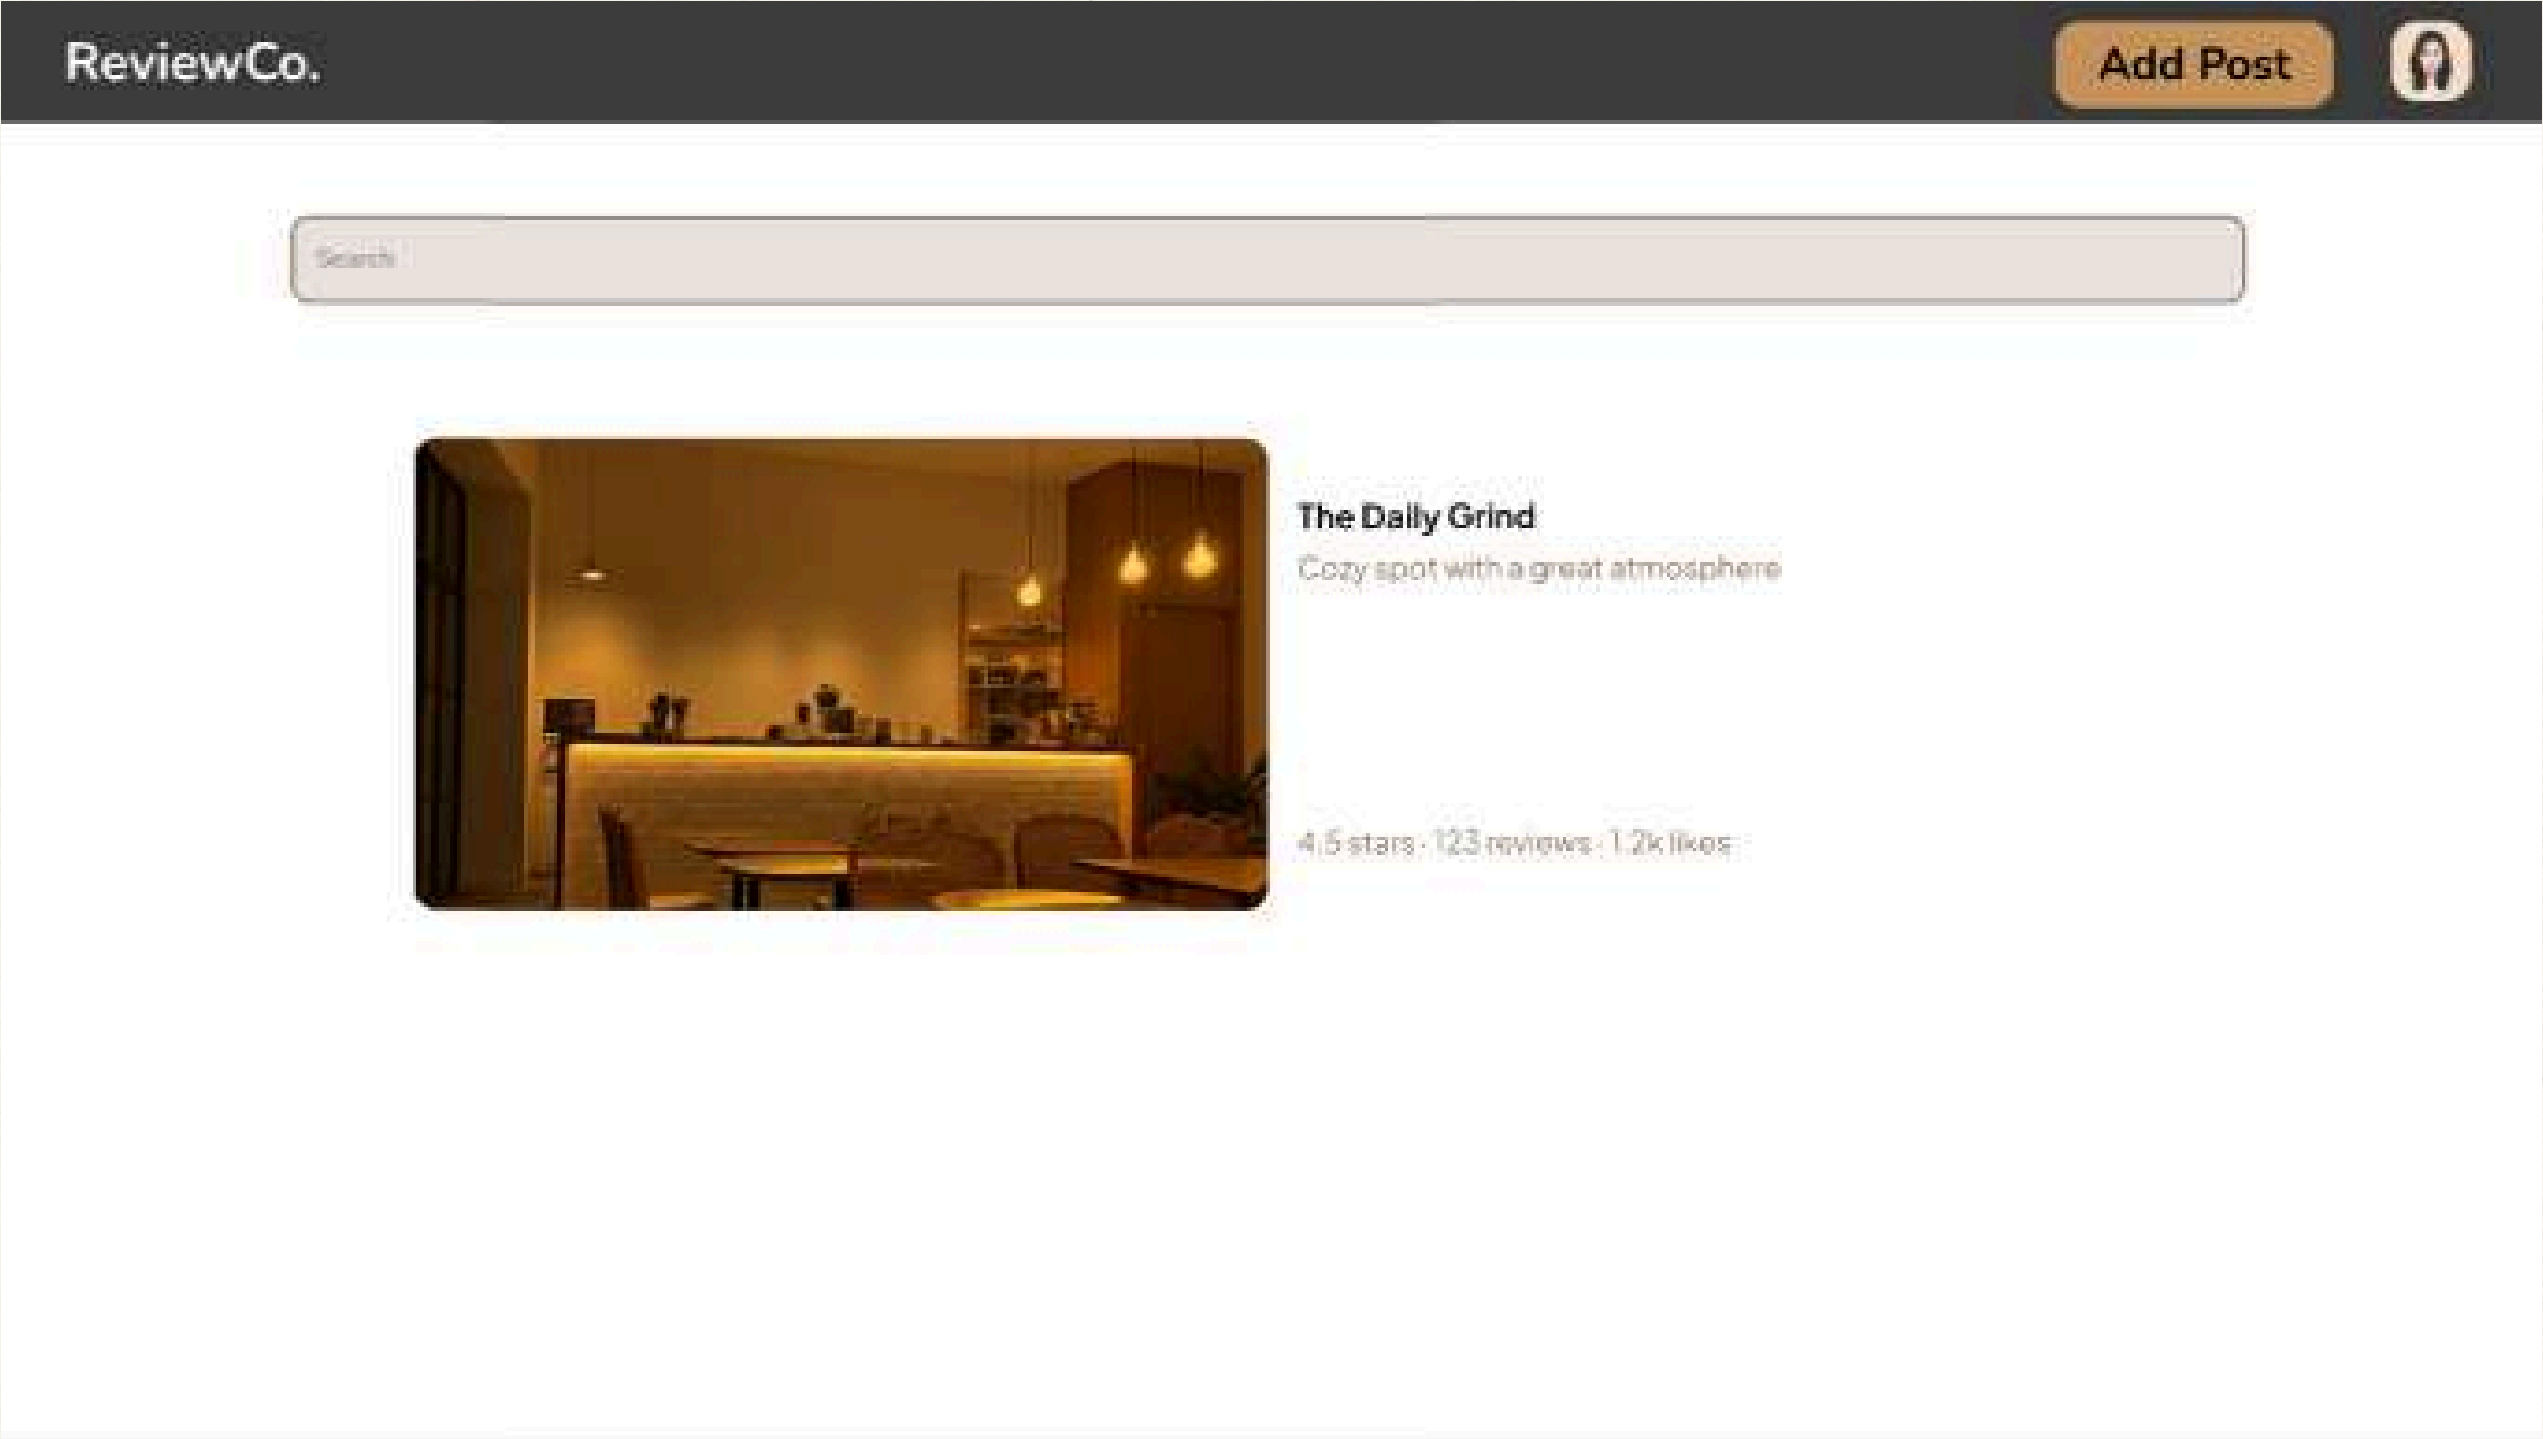 ReviewCo.
Add Post
Search
The Daily Grind
Cozy spot with a great atmosphere
4.5 stars · 123 reviews · 1.2k likes